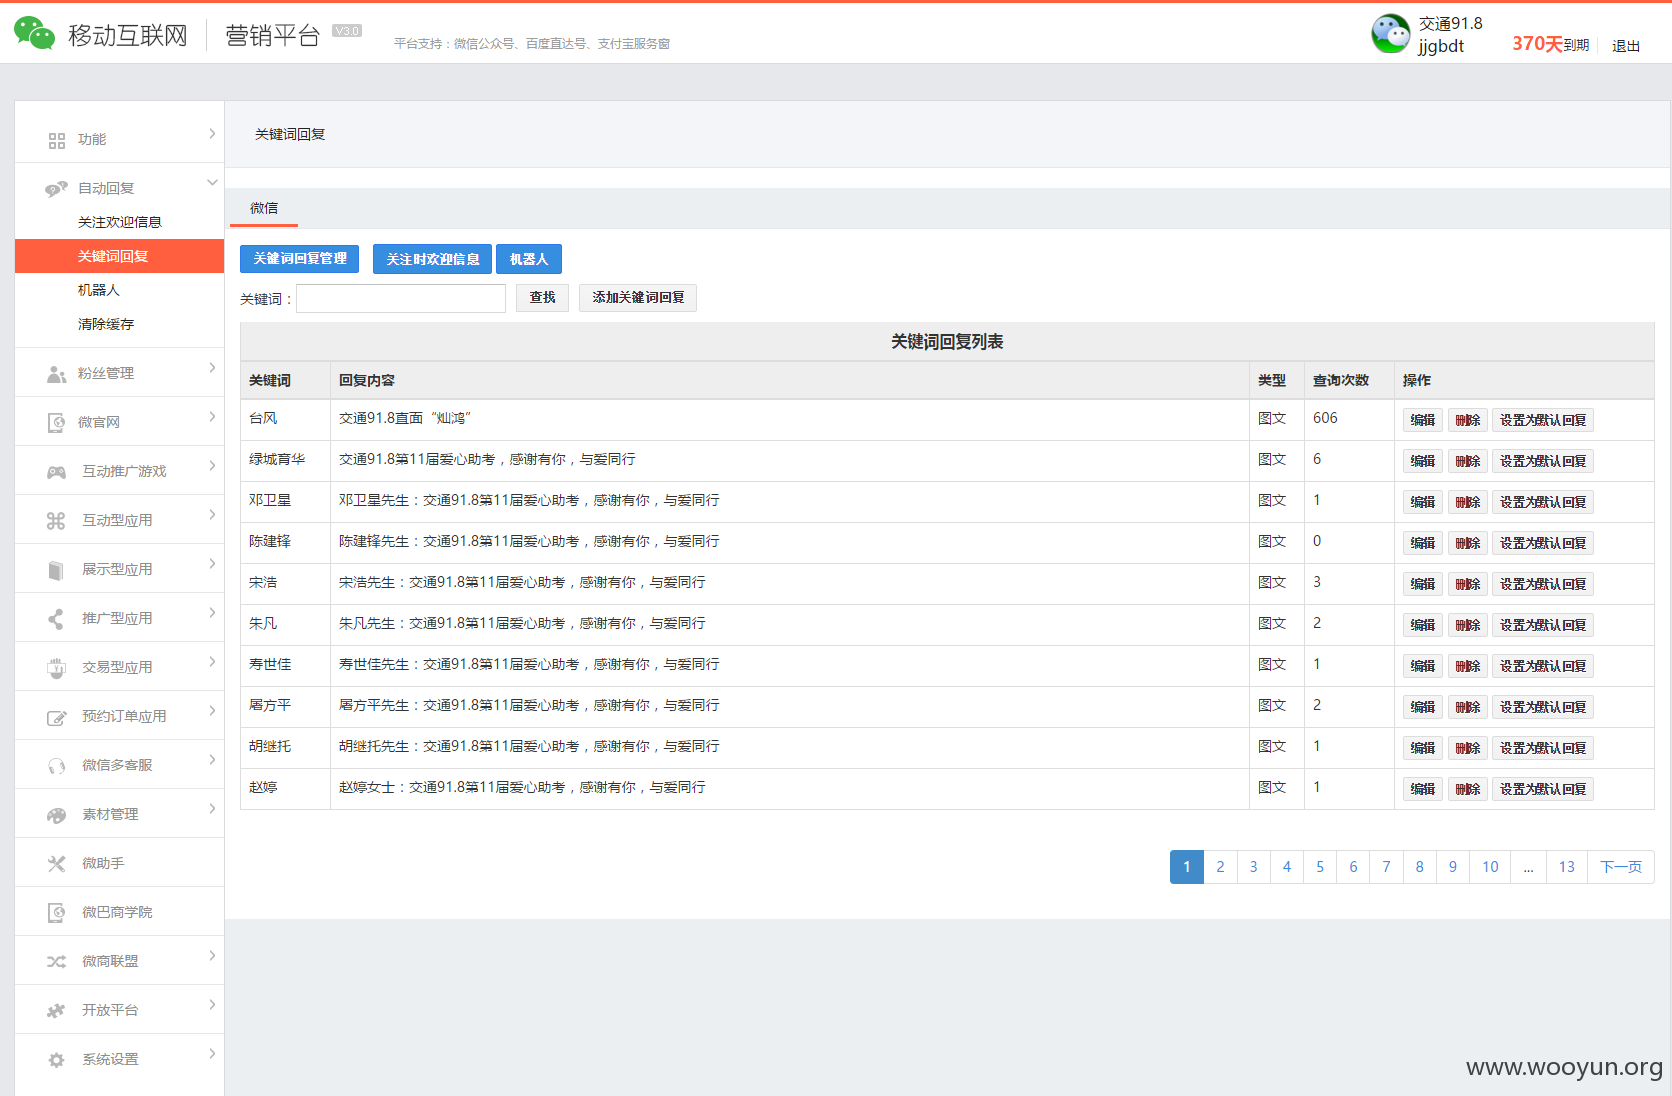 移动互联网 营销平台 V3.0 平台支持：微信公众号、百度直达号、支付宝服务窗
交通91.8
jjgbdt
370天到期 退出
功能
自动回复
关注欢迎信息
关键词回复
机器人
清除缓存
粉丝管理
微官网
互动推广游戏
互动型应用
展示型应用
推广型应用
交易型应用
预约订单应用
微信多客服
素材管理
微助手
微巴商学院
微商联盟
开放平台
系统设置
关键词回复
微信
关键词回复管理 关注时欢迎信息 机器人
关键词： 查找 添加关键词回复
关键词回复列表
关键词 回复内容 类型 查询次数 操作
台风 交通91.8直面“灿鸿” 图文 606 编辑 删除 设置为默认回复
绿城育华 交通91.8第11届爱心助考，感谢有你，与爱同行 图文 6 编辑 删除 设置为默认回复
邓卫星 邓卫星先生：交通91.8第11届爱心助考，感谢有你，与爱同行 图文 1 编辑 删除 设置为默认回复
陈建锋 陈建锋先生：交通91.8第11届爱心助考，感谢有你，与爱同行 图文 0 编辑 删除 设置为默认回复
宋浩 宋浩先生：交通91.8第11届爱心助考，感谢有你，与爱同行 图文 3 编辑 删除 设置为默认回复
朱凡 朱凡先生：交通91.8第11届爱心助考，感谢有你，与爱同行 图文 2 编辑 删除 设置为默认回复
寿世佳 寿世佳先生：交通91.8第11届爱心助考，感谢有你，与爱同行 图文 1 编辑 删除 设置为默认回复
屠方平 屠方平先生：交通91.8第11届爱心助考，感谢有你，与爱同行 图文 2 编辑 删除 设置为默认回复
胡继托 胡继托先生：交通91.8第11届爱心助考，感谢有你，与爱同行 图文 1 编辑 删除 设置为默认回复
赵婷 赵婷女士：交通91.8第11届爱心助考，感谢有你，与爱同行 图文 1 编辑 删除 设置为默认回复
1 2 3 4 5 6 7 8 9 10 ... 13 下一页
www.wooyun.org